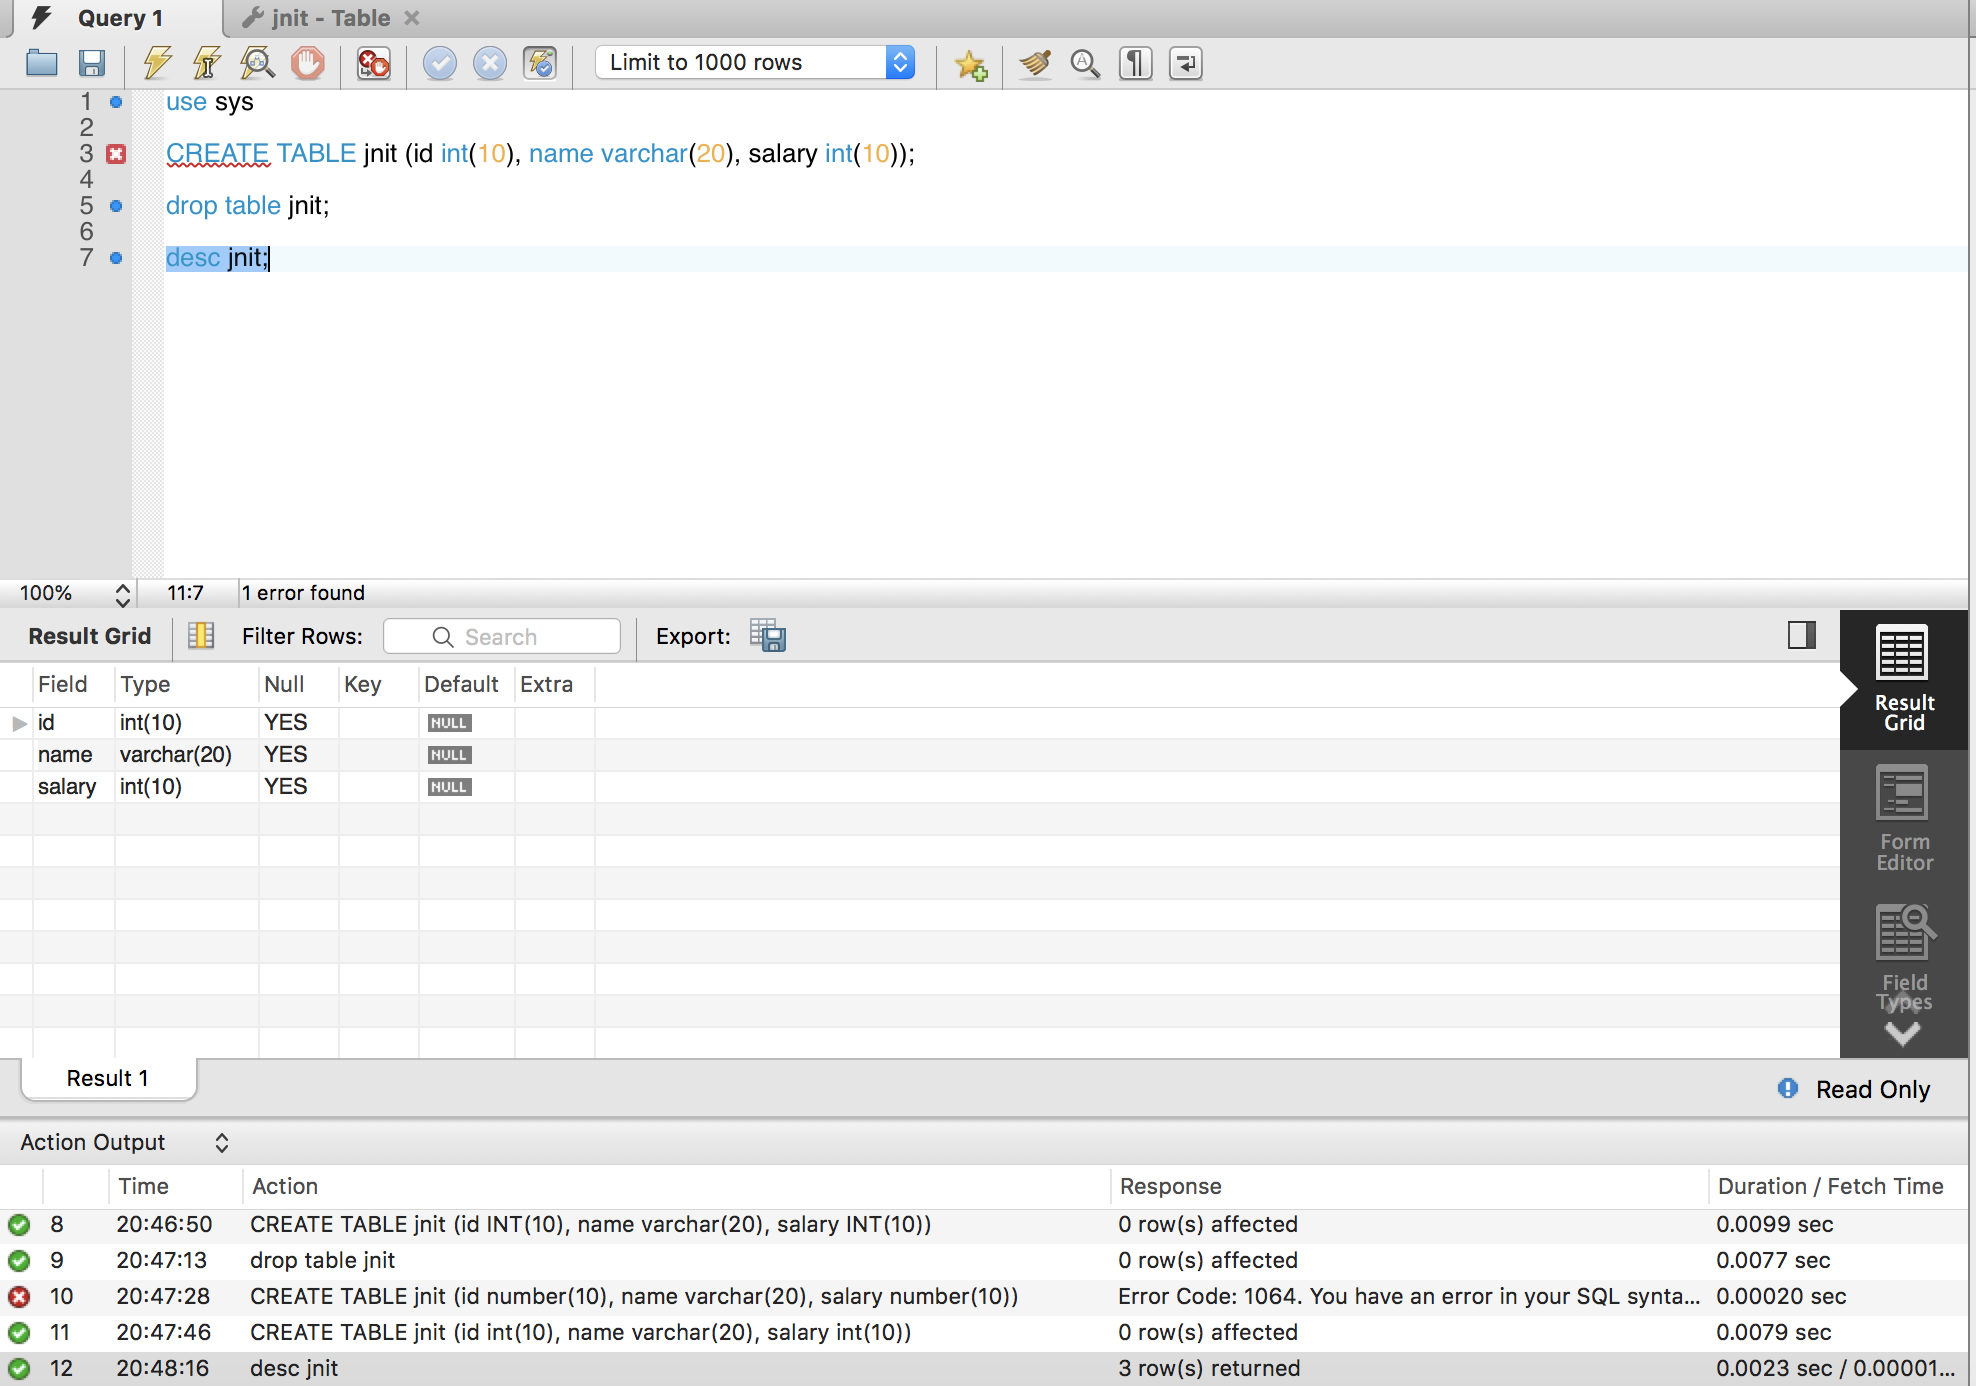 Query 1 jnit - Table
Limit to 1000 rows
1 use sys
2
3 CREATE TABLE jnit (id int(10), name varchar(20), salary int(10));
4
5 drop table jnit;
6
7 desc jnit;
100% 11:7 1 error found
Result Grid Filter Rows: Search Export:
Field Type Null Key Default Extra
id int(10) YES NULL
name varchar(20) YES NULL
salary int(10) YES NULL
Result
Grid
Form
Editor
Field
Types
Result 1
Read Only
Action Output
Time Action Response Duration / Fetch Time
8 20:46:50 CREATE TABLE jnit (id INT(10), name varchar(20), salary INT(10)) 0 row(s) affected 0.0099 sec
9 20:47:13 drop table jnit 0 row(s) affected 0.0077 sec
10 20:47:28 CREATE TABLE jnit (id number(10), name varchar(20), salary number(10)) Error Code: 1064. You have an error in your SQL synta... 0.00020 sec
11 20:47:46 CREATE TABLE jnit (id int(10), name varchar(20), salary int(10)) 0 row(s) affected 0.0079 sec
12 20:48:16 desc jnit 3 row(s) returned 0.0023 sec / 0.00001...